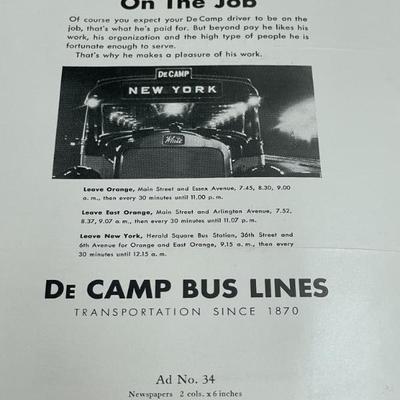 On The Job
Of course you expect your De Camp driver to be on the
job, that's what he's paid for. But beyond pay he likes his
work, his organization and the high type of people he is
fortunate enough to serve.
That's why he makes a pleasure of his work.
DE CAMP
NEW YORK
White
Leave Orange, Main Street and Essex Avenue, 7.45, 8.30, 9.00
a. m., then every 30 minutes until 11.00 p. m.
Leave East Orange, Main Street and Arlington Avenue, 7.52,
8.37, 9.07 a. m., then every 30 minutes until 11.07 p. m.
Leave New York, Herald Square Bus Station, 36th Street and
6th Avenue for Orange and East Orange, 9.15 a. m., then every
30 minutes until 12.15 a. m.
DE CAMP BUS LINES
TRANSPORTATION SINCE 1870
Ad No. 34
Newspapers 2 cols. x 6 inches